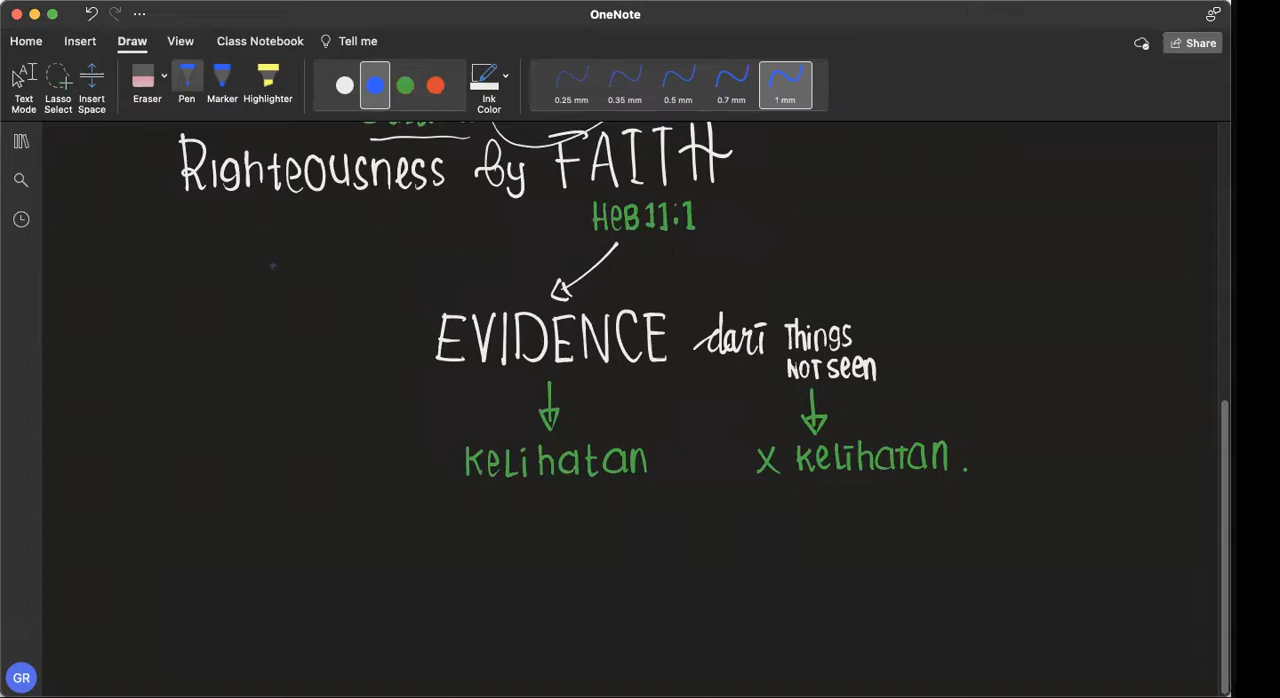 OneNote
Home Insert Draw View Class Notebook Tell me
Share
Text Mode
Lasso Select
Insert Space
Eraser
Pen
Marker
Highlighter
Ink Color
0.25 mm
0.35 mm
0.5 mm
0.7 mm
1 mm
Righteousness by FAITH
HeB 11:1
EVIDENCE dari Things
NOT seen
Kelihatan X Kelihatan.
GR